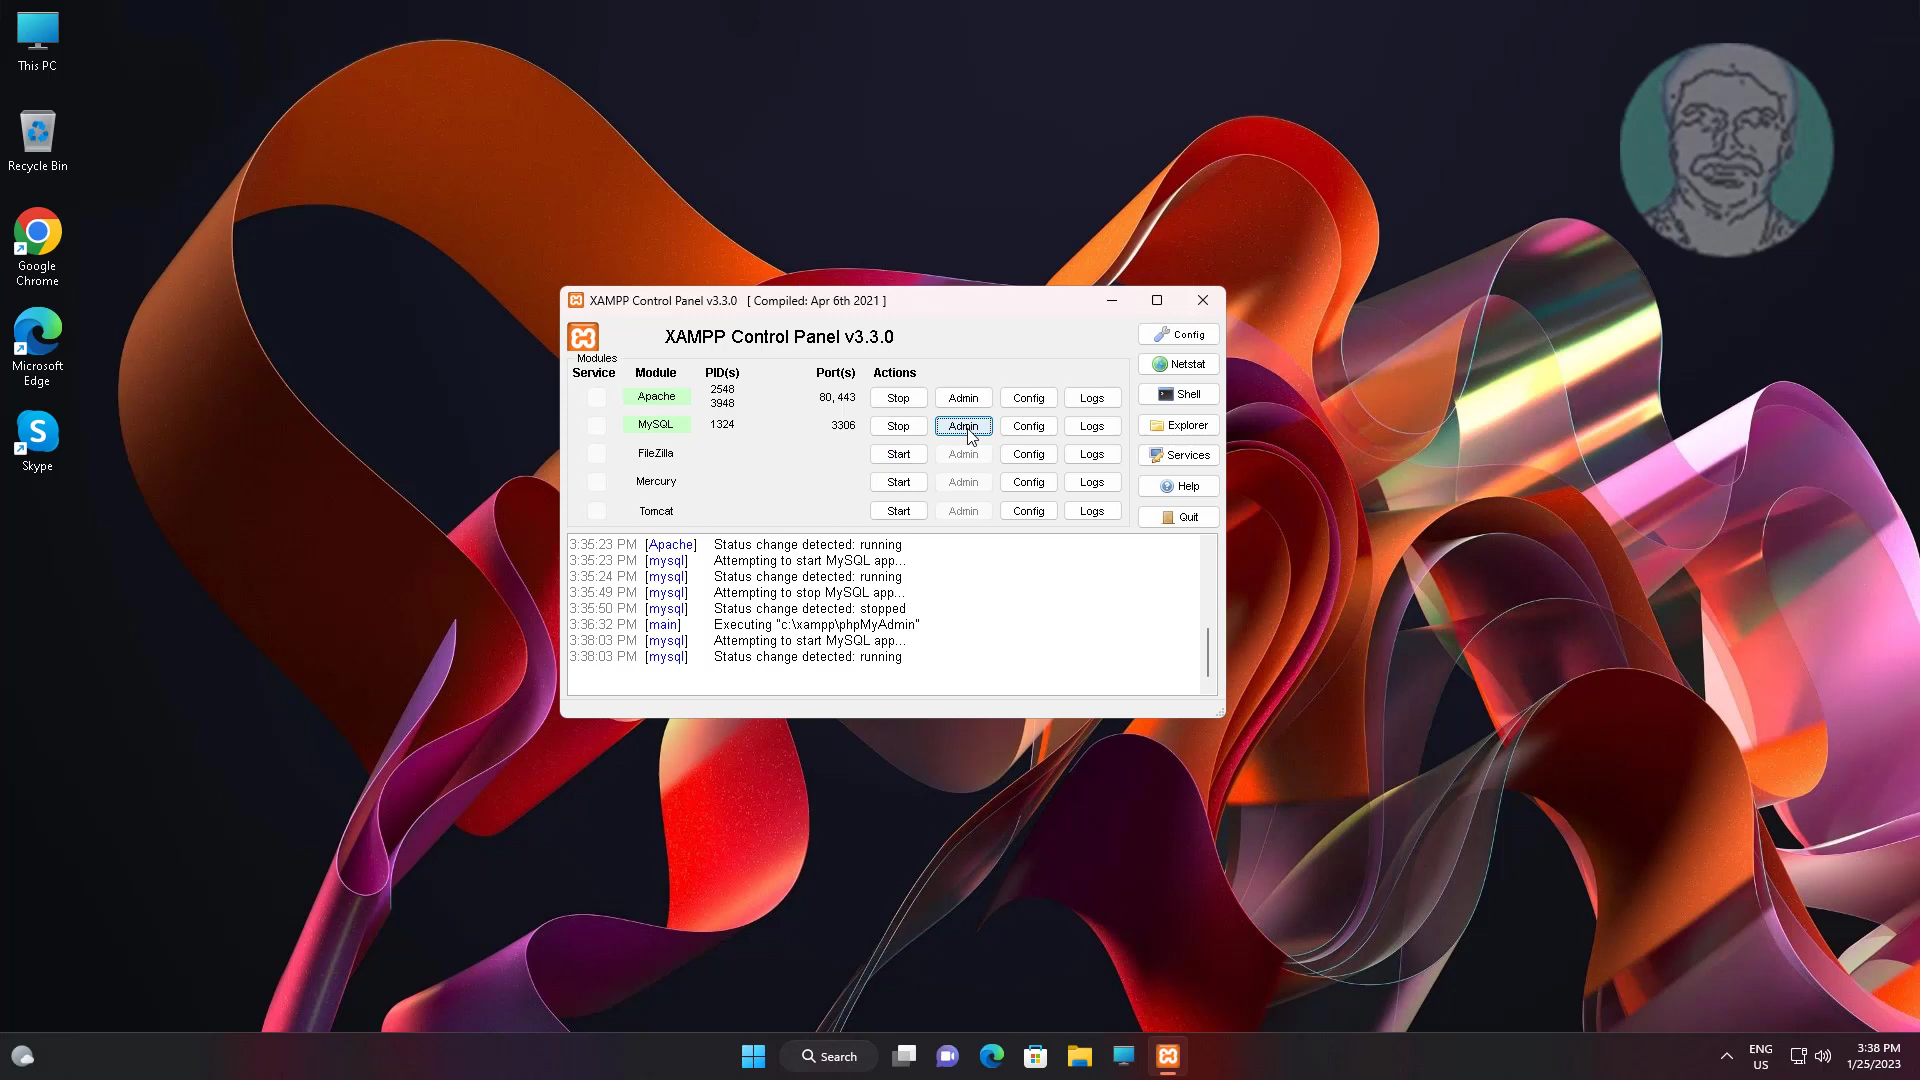 This PC
Recycle Bin
Google
Chrome
Microsoft
Edge
S
Skype
XAMPP Control Panel v3.3.0 [ Compiled: Apr 6th 2021 ]
XAMPP Control Panel v3.3.0
Config
Modules
Service Module PID(s) Port(s) Actions
Netstat
Apache 2548 3948 80, 443 Stop Admin Config Logs
Shell
MySQL 1324 3306 Stop Admin Config Logs
Explorer
FileZilla Start Admin Config Logs
Services
Mercury Start Admin Config Logs
Help
Tomcat Start Admin Config Logs
Quit
3:35:23 PM [Apache] Status change detected: running
3:35:23 PM [mysql] Attempting to start MySQL app...
3:35:24 PM [mysql] Status change detected: running
3:35:49 PM [mysql] Attempting to stop MySQL app...
3:35:50 PM [mysql] Status change detected: stopped
3:36:32 PM [main] Executing "c:\xampp\phpMyAdmin"
3:38:03 PM [mysql] Attempting to start MySQL app...
3:38:03 PM [mysql] Status change detected: running
Search
ENG
US
3:38 PM
1/25/2023